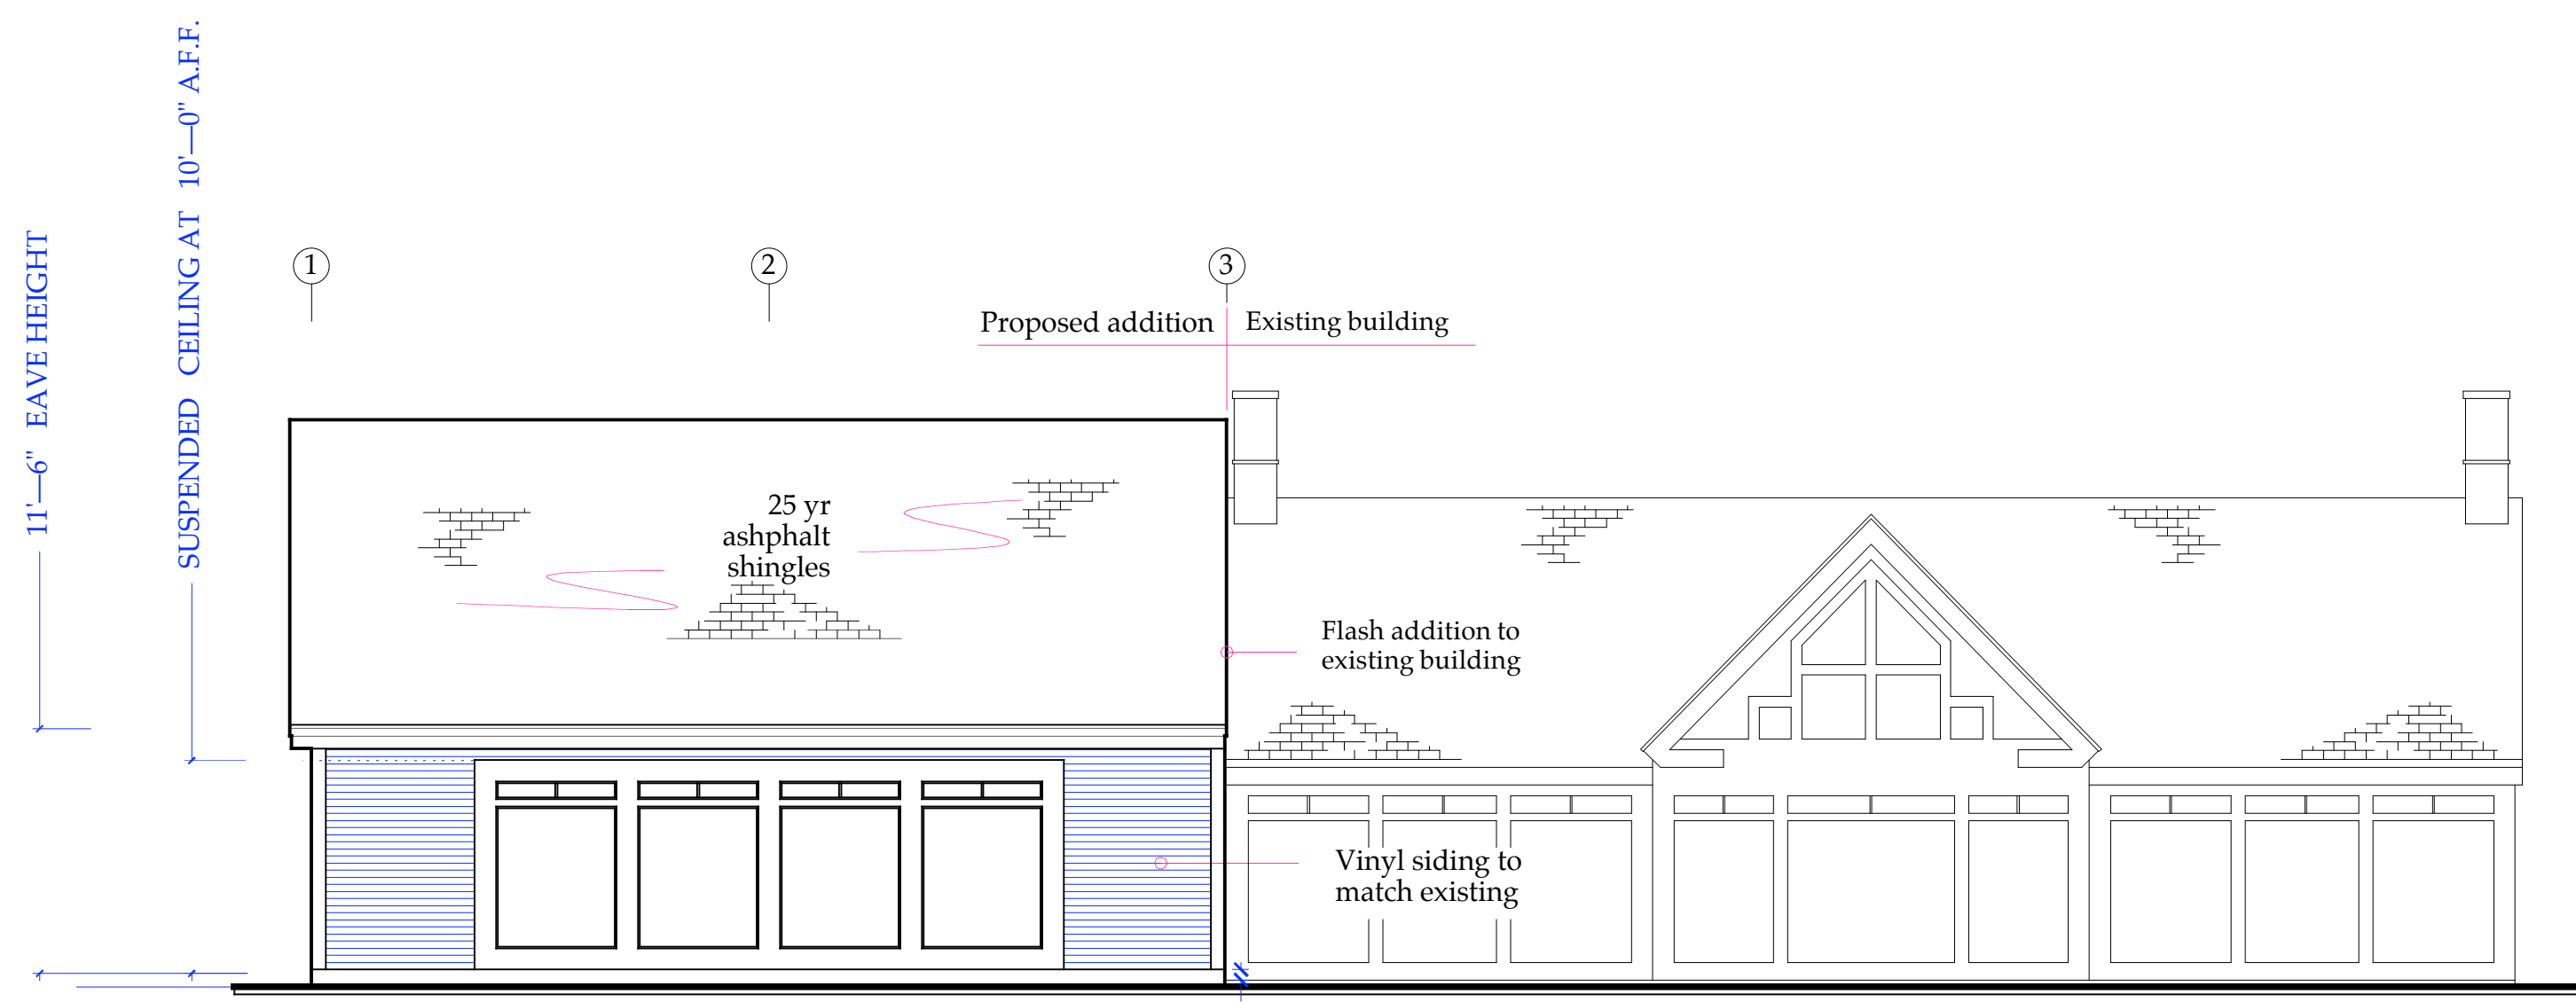 11'—6" EAVE HEIGHT
SUSPENDED CEILING AT 10'—0" A.F.F.
1
2
3
Proposed addition
Existing building
25 yr
ashphalt
shingles
Flash addition to
existing building
Vinyl siding to
match existing